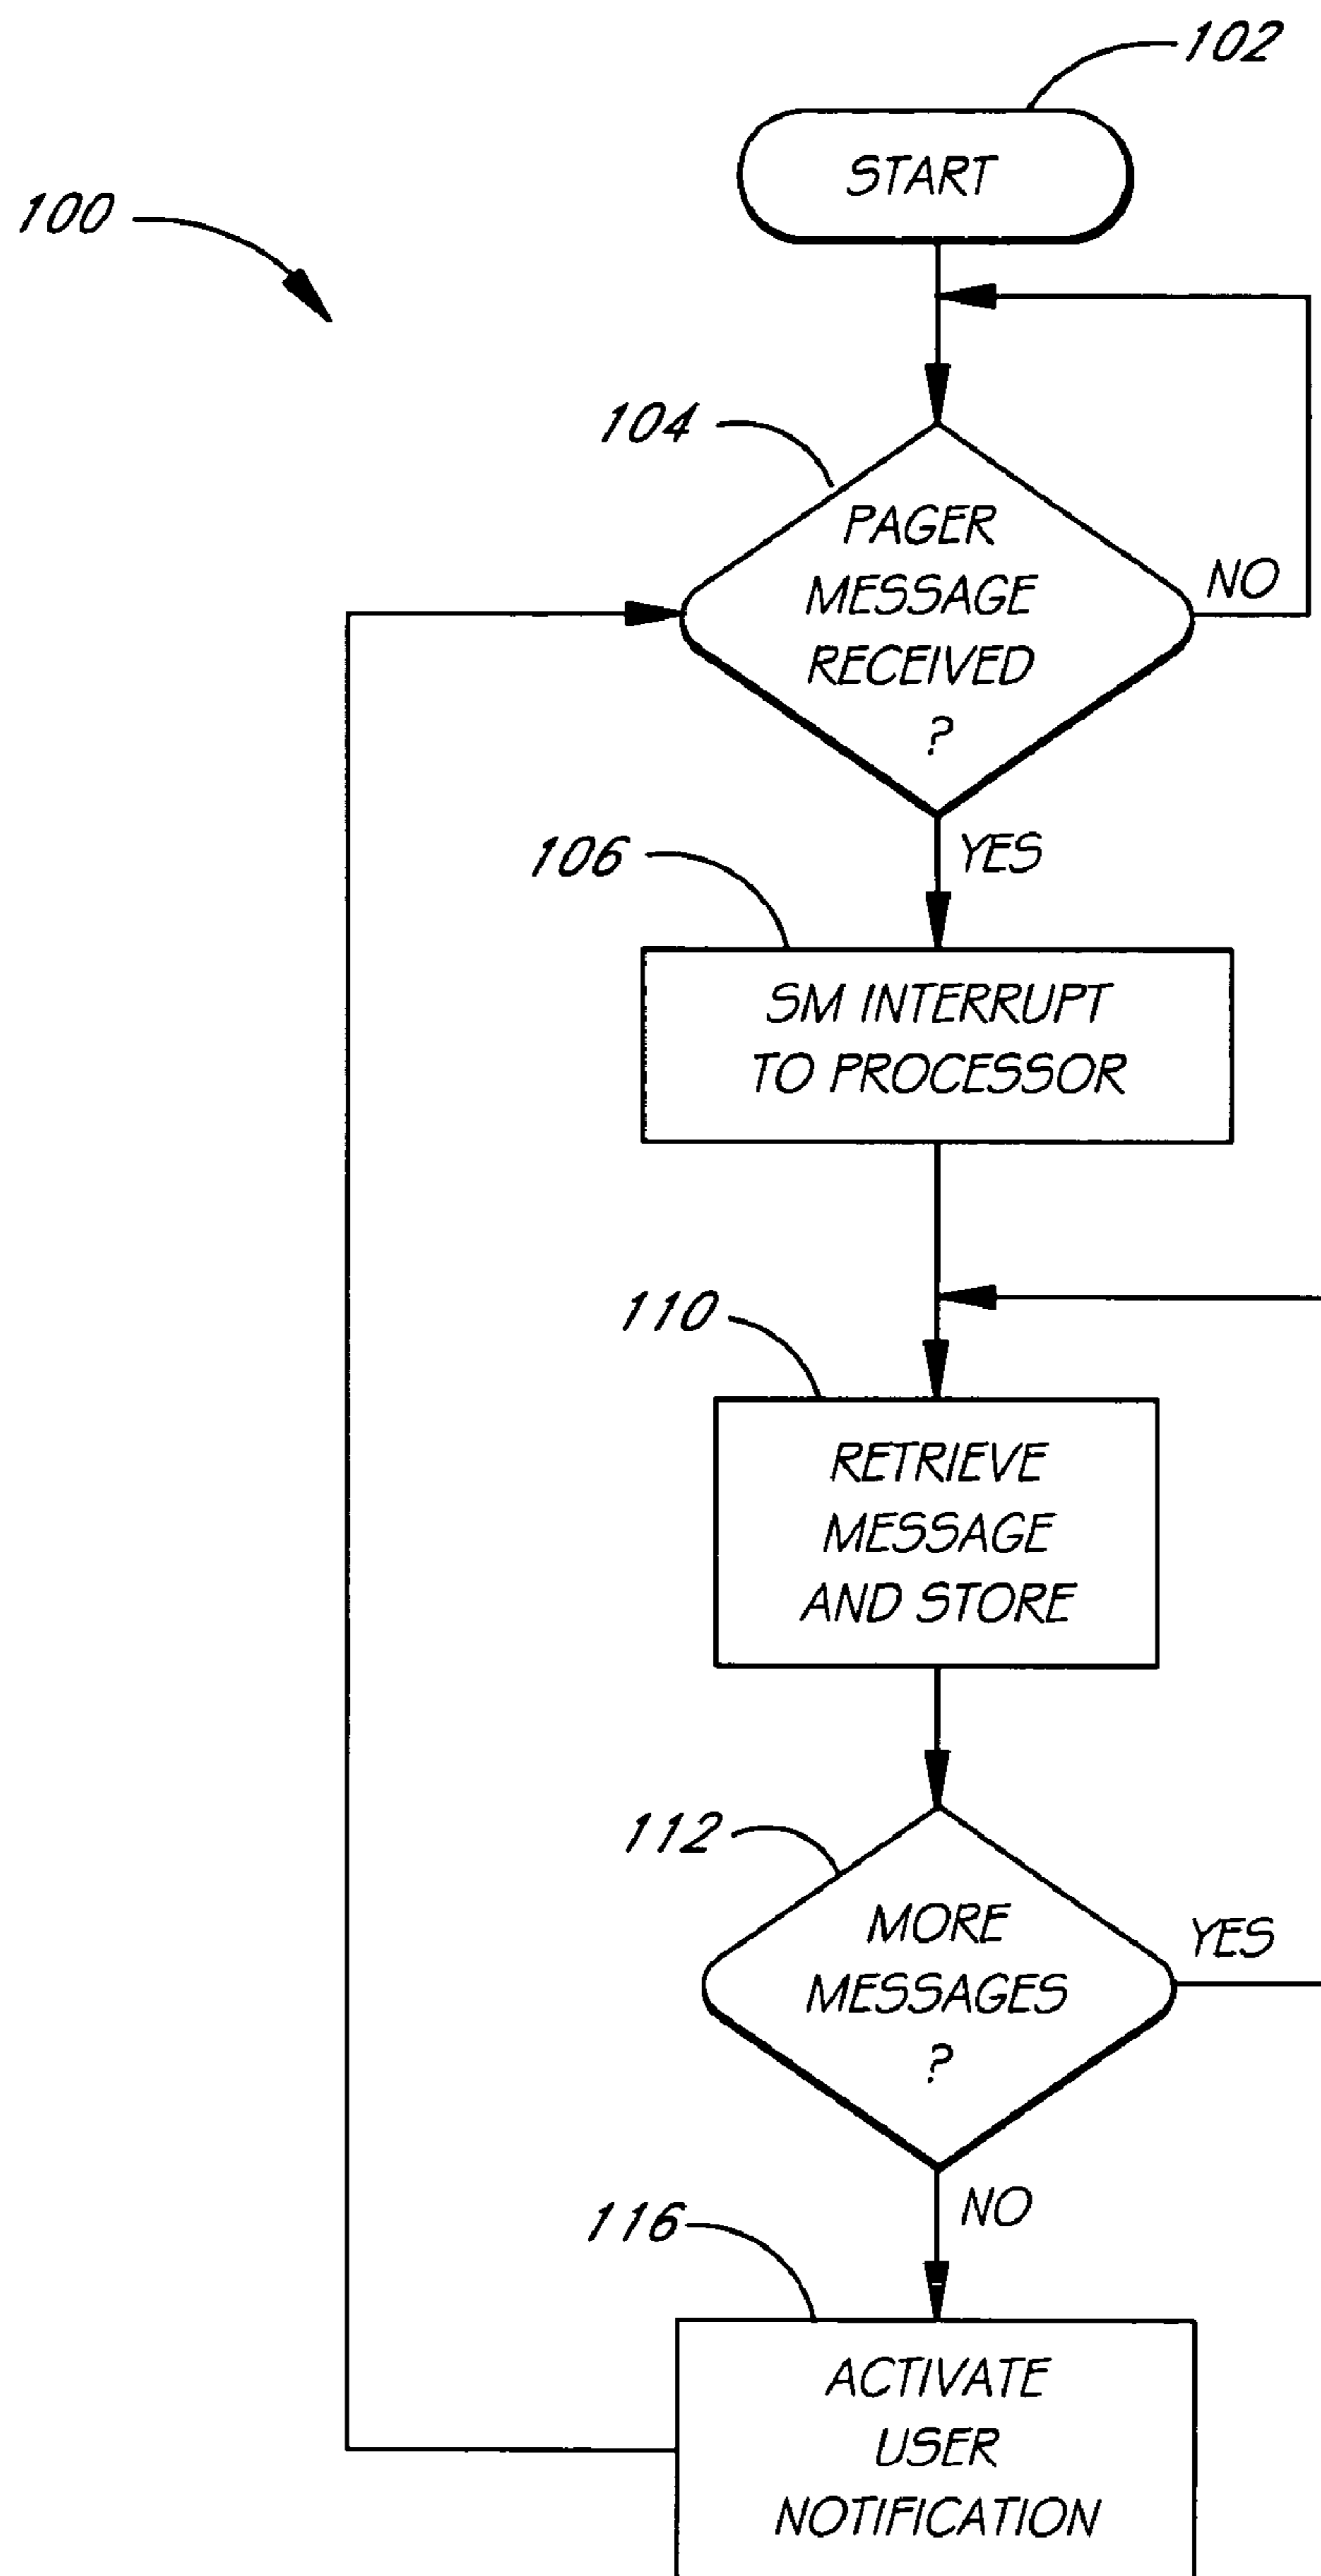 102
START
100
104
PAGER
MESSAGE
RECEIVED
?
NO
YES
106
SM INTERRUPT
TO PROCESSOR
110
RETRIEVE
MESSAGE
AND STORE
112
MORE
MESSAGES
?
YES
NO
116
ACTIVATE
USER
NOTIFICATION